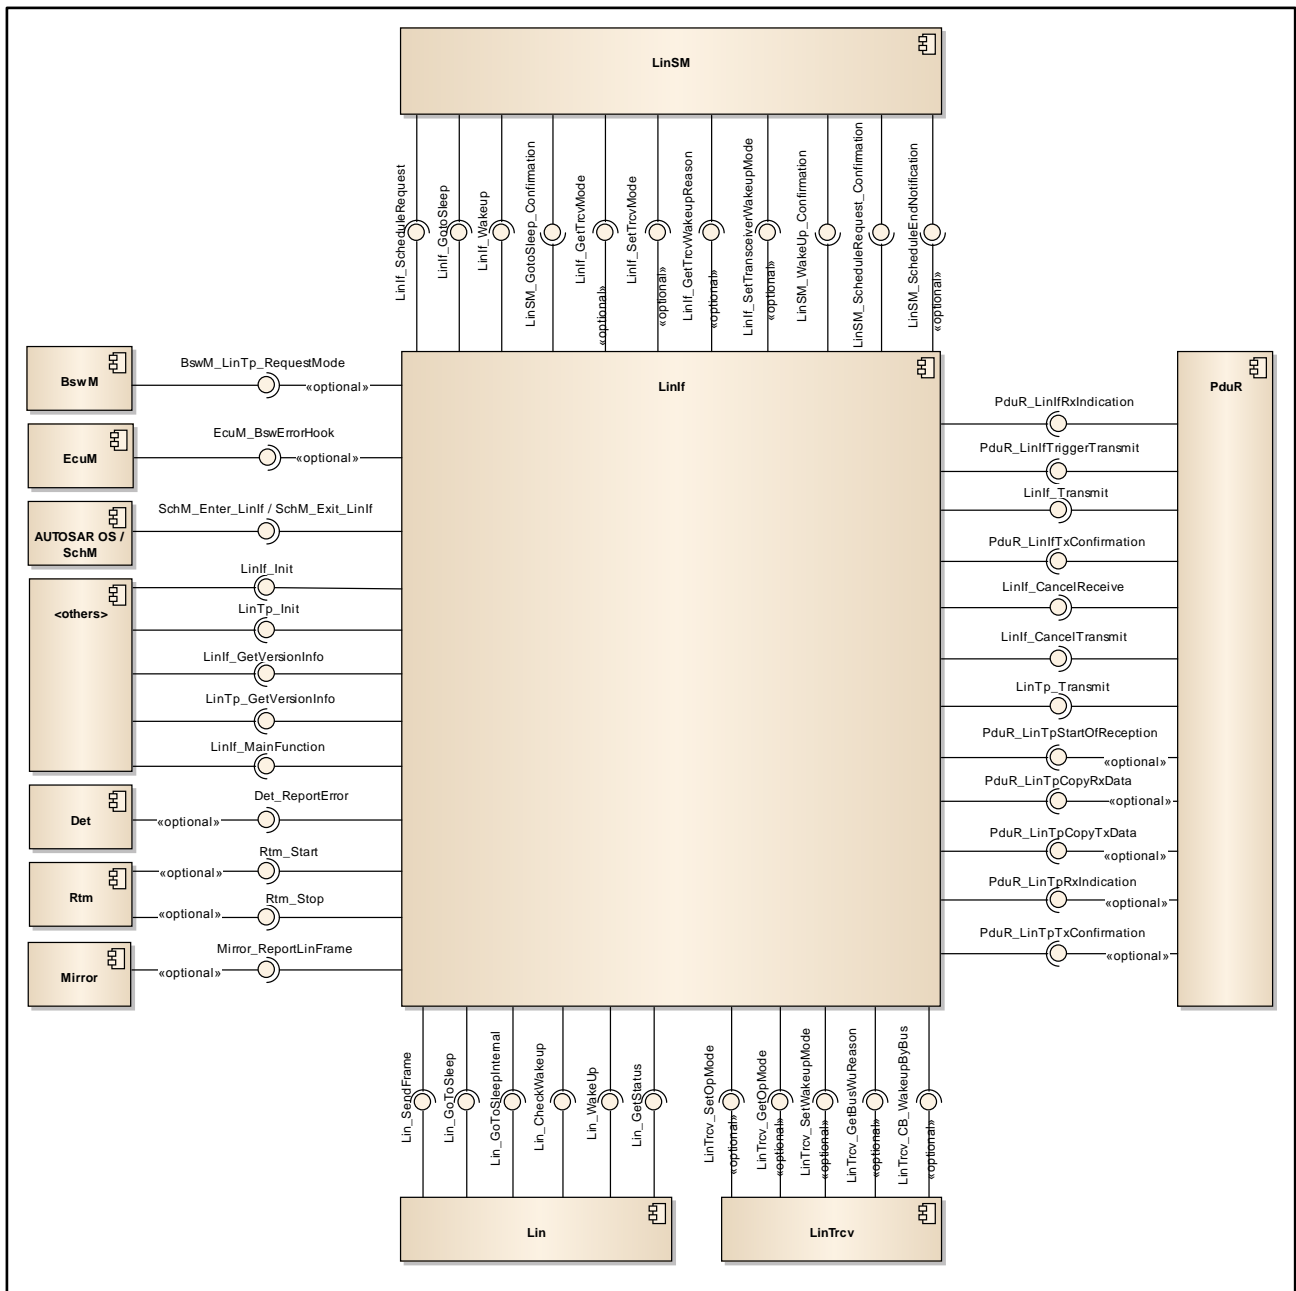 LinSM
LinIf_ScheduleRequest
LinIf_GotoSleep
LinIf_Wakeup
LinSM_GotoSleep_Confirmation
LinIf_GetTrcvMode
«optional»
LinIf_SetTrcvMode
«optional»
LinIf_GetTrcvWakeupReason
«optional»
LinIf_SetTransceiverWakeupMode
«optional»
LinSM_WakeUp_Confirmation
LinSM_ScheduleRequest_Confirmation
LinSM_ScheduleEndNotification
«optional»
BswM
BswM_LinTp_RequestMode
«optional»
EcuM
EcuM_BswErrorHook
«optional»
AUTOSAR OS /
SchM
SchM_Enter_LinIf / SchM_Exit_LinIf
<others>
LinIf_Init
LinTp_Init
LinIf_GetVersionInfo
LinTp_GetVersionInfo
LinIf_MainFunction
Det
Det_ReportError
«optional»
Rtm
Rtm_Start
«optional»
Rtm_Stop
«optional»
Mirror
Mirror_ReportLinFrame
«optional»
LinIf
PduR
PduR_LinIfRxIndication
PduR_LinIfTriggerTransmit
LinIf_Transmit
PduR_LinIfTxConfirmation
LinIf_CancelReceive
LinIf_CancelTransmit
LinTp_Transmit
PduR_LinTpStartOfReception
«optional»
PduR_LinTpCopyRxData
«optional»
PduR_LinTpCopyTxData
«optional»
PduR_LinTpRxIndication
«optional»
PduR_LinTpTxConfirmation
«optional»
Lin_SendFrame
Lin_GoToSleep
Lin_GoToSleepInternal
Lin_CheckWakeup
Lin_WakeUp
Lin_GetStatus
LinTrcv_SetOpMode
«optional»
LinTrcv_GetOpMode
«optional»
LinTrcv_SetWakeupMode
«optional»
LinTrcv_GetBusWuReason
«optional»
LinTrcv_CB_WakeupByBus
«optional»
Lin
LinTrcv